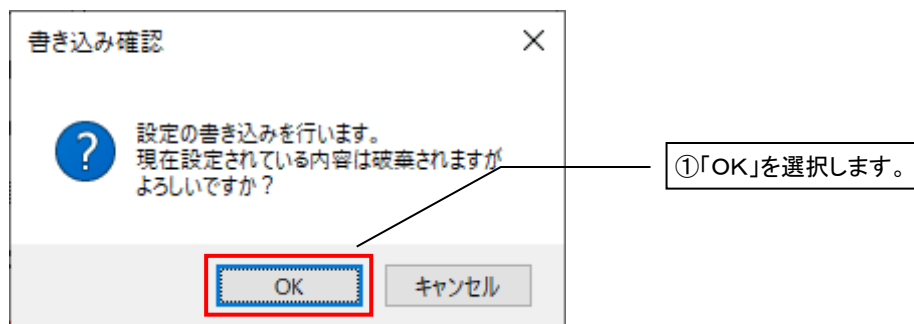 書き込み確認
設定の書き込みを行います。
現在設定されている内容は破棄されますが
よろしいですか？
OK
キャンセル
①「OK」を選択します。